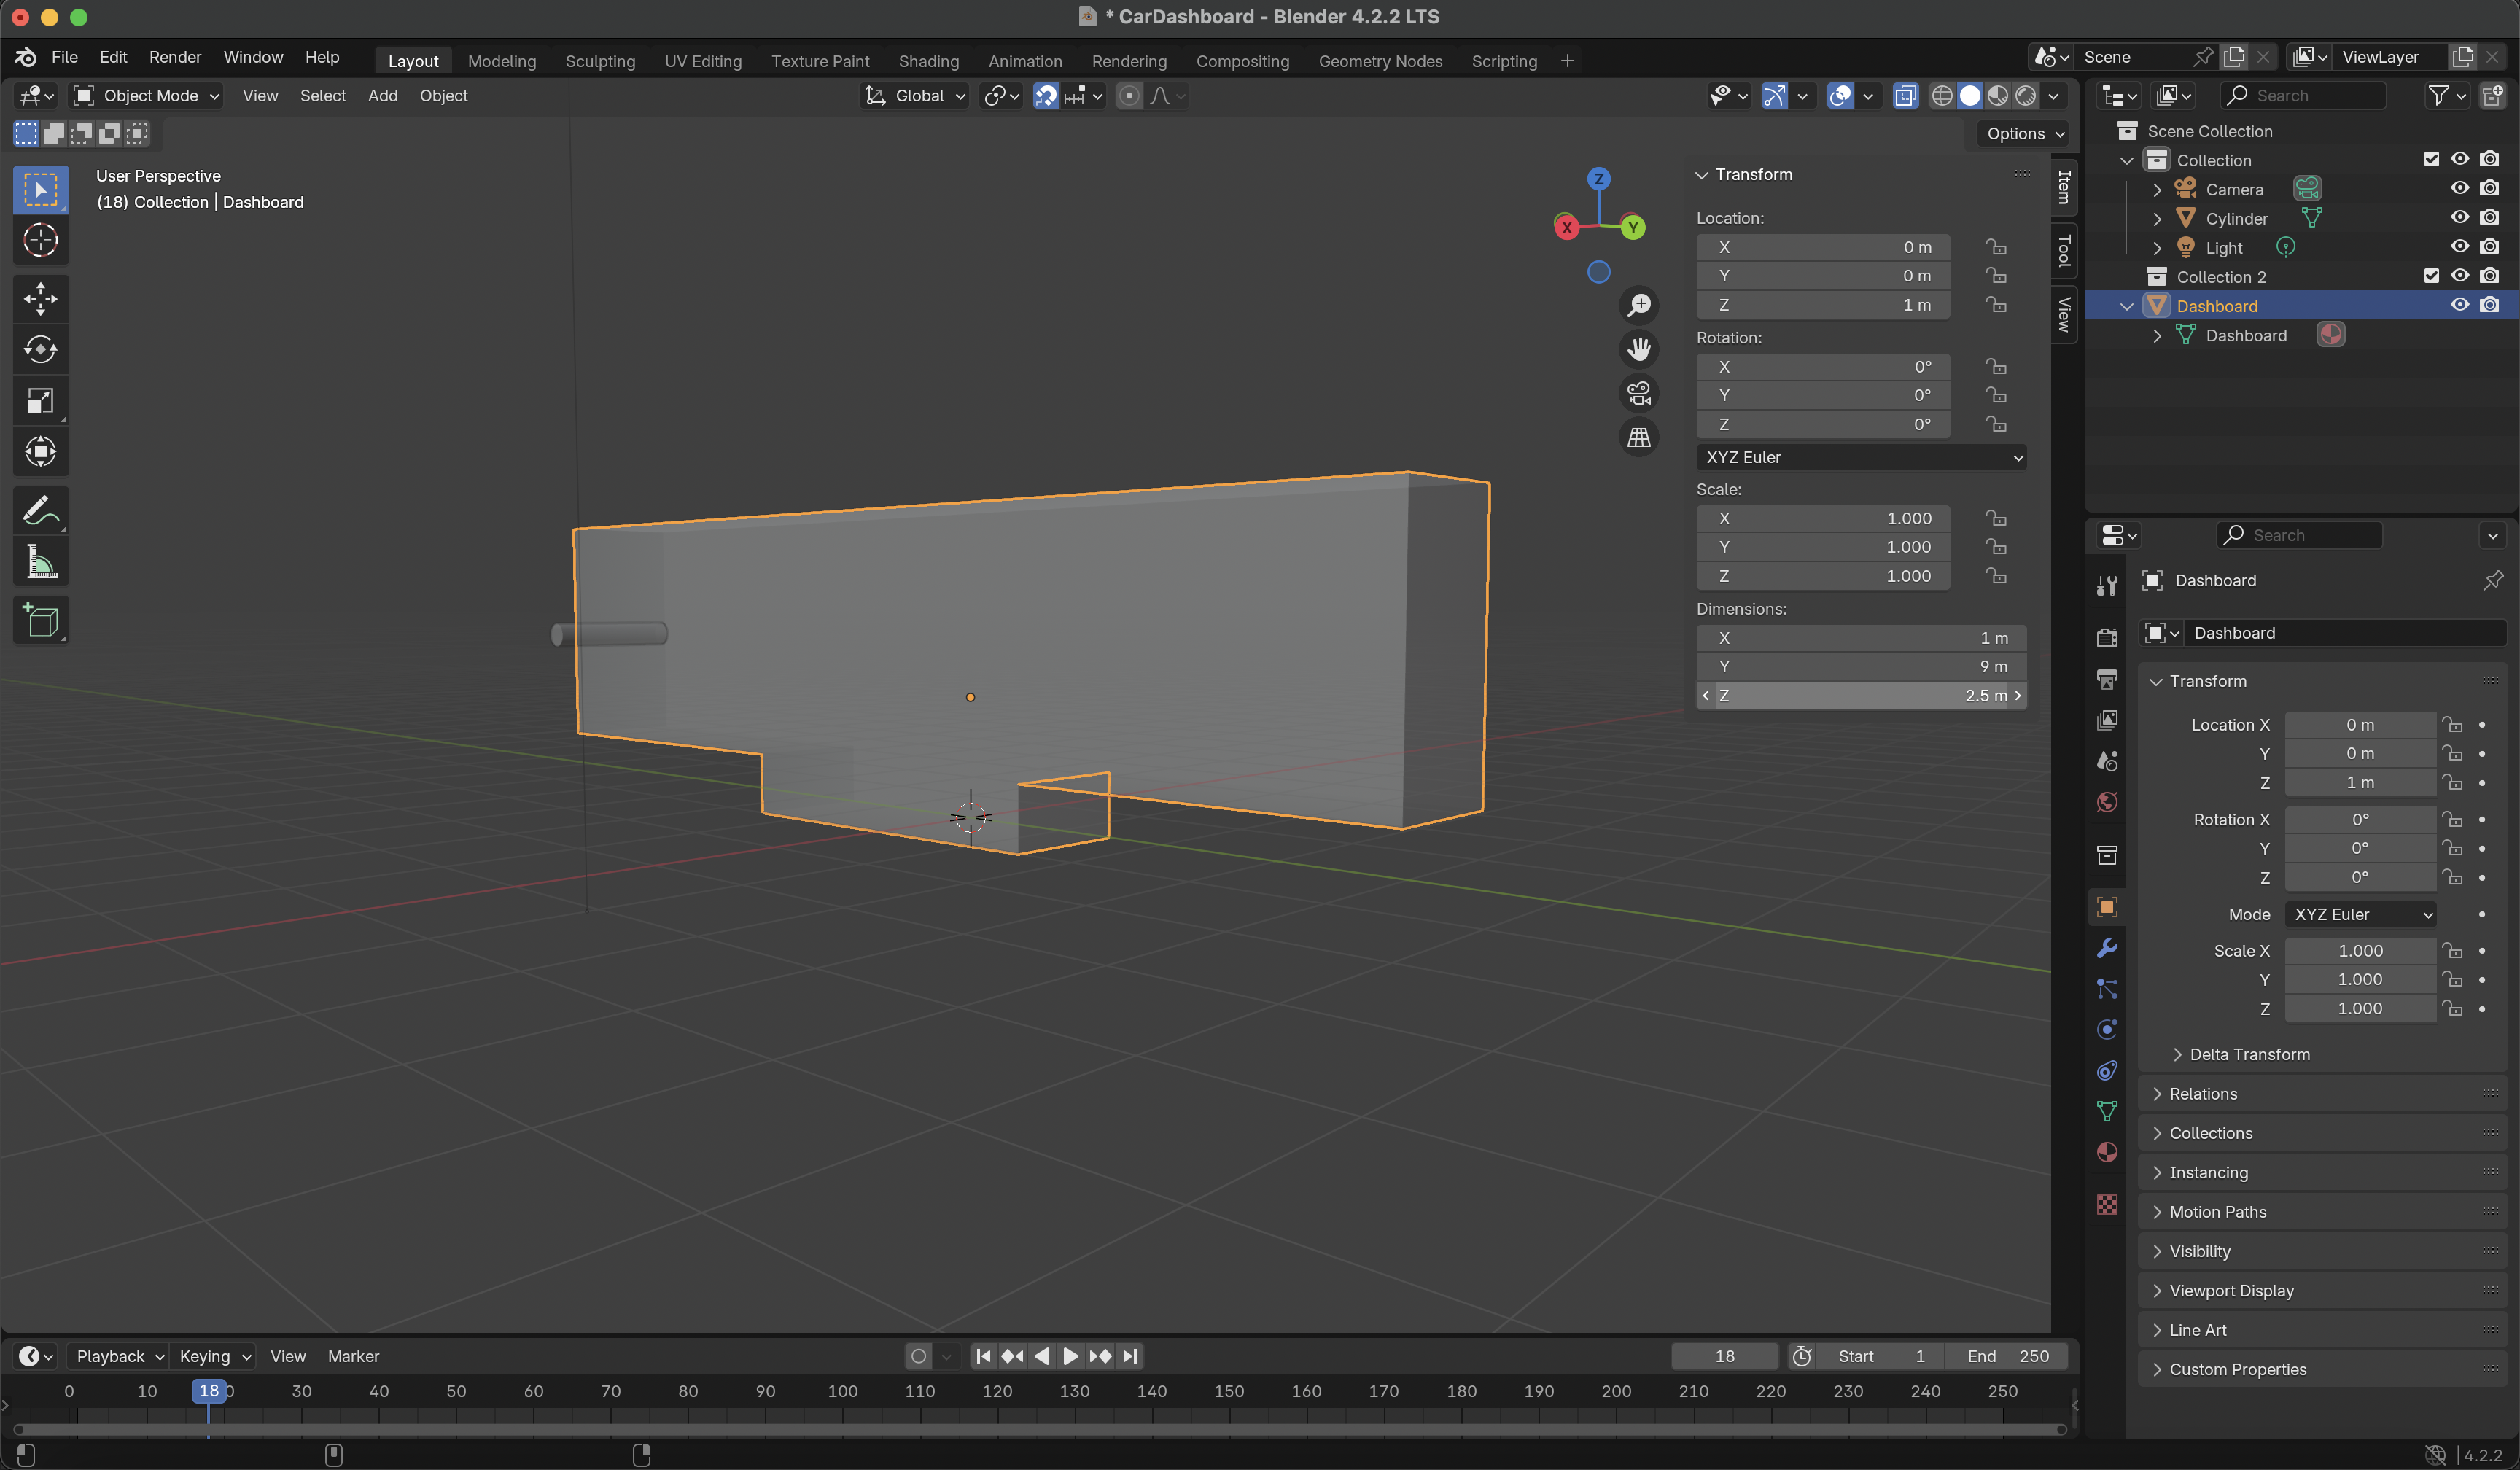 * CarDashboard - Blender 4.2.2 LTS
File Edit Render Window Help Layout Modeling Sculpting UV Editing Texture Paint Shading Animation Rendering Compositing Geometry Nodes Scripting + Scene ViewLayer
Object Mode View Select Add Object Global Search
Options
User Perspective
(18) Collection | Dashboard
Z
X
Y
Item
Tool
View
Transform
Location:
X 0 m
Y 0 m
Z 1 m
Rotation:
X 0°
Y 0°
Z 0°
XYZ Euler
Scale:
X 1.000
Y 1.000
Z 1.000
Dimensions:
X 1 m
Y 9 m
Z 2.5 m
Scene Collection
Collection
Camera
Cylinder
Light
Collection 2
Dashboard
Dashboard
Search
Dashboard
Dashboard
Transform
Location X 0 m
Y 0 m
Z 1 m
Rotation X 0°
Y 0°
Z 0°
Mode XYZ Euler
Scale X 1.000
Y 1.000
Z 1.000
Delta Transform
Relations
Collections
Instancing
Motion Paths
Visibility
Viewport Display
Line Art
Custom Properties
Playback Keying View Marker 18 Start 1 End 250
0 10 18 30 40 50 60 70 80 90 100 110 120 130 140 150 160 170 180 190 200 210 220 230 240 250
4.2.2